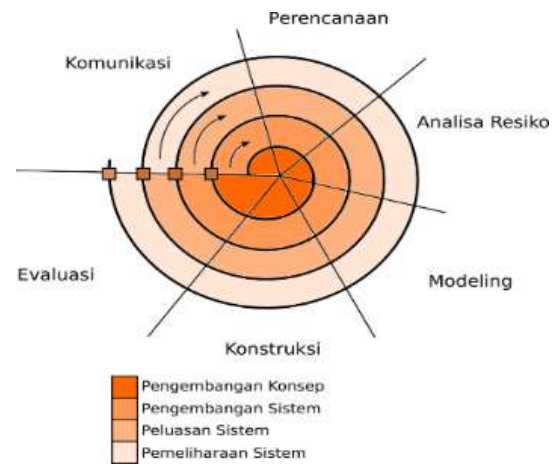 Perencanaan
Komunikasi
Analisa Resiko
Evaluasi
Modeling
Konstruksi
Pengembangan Konsep
Pengembangan Sistem
Peluasan Sistem
Pemeliharaan Sistem